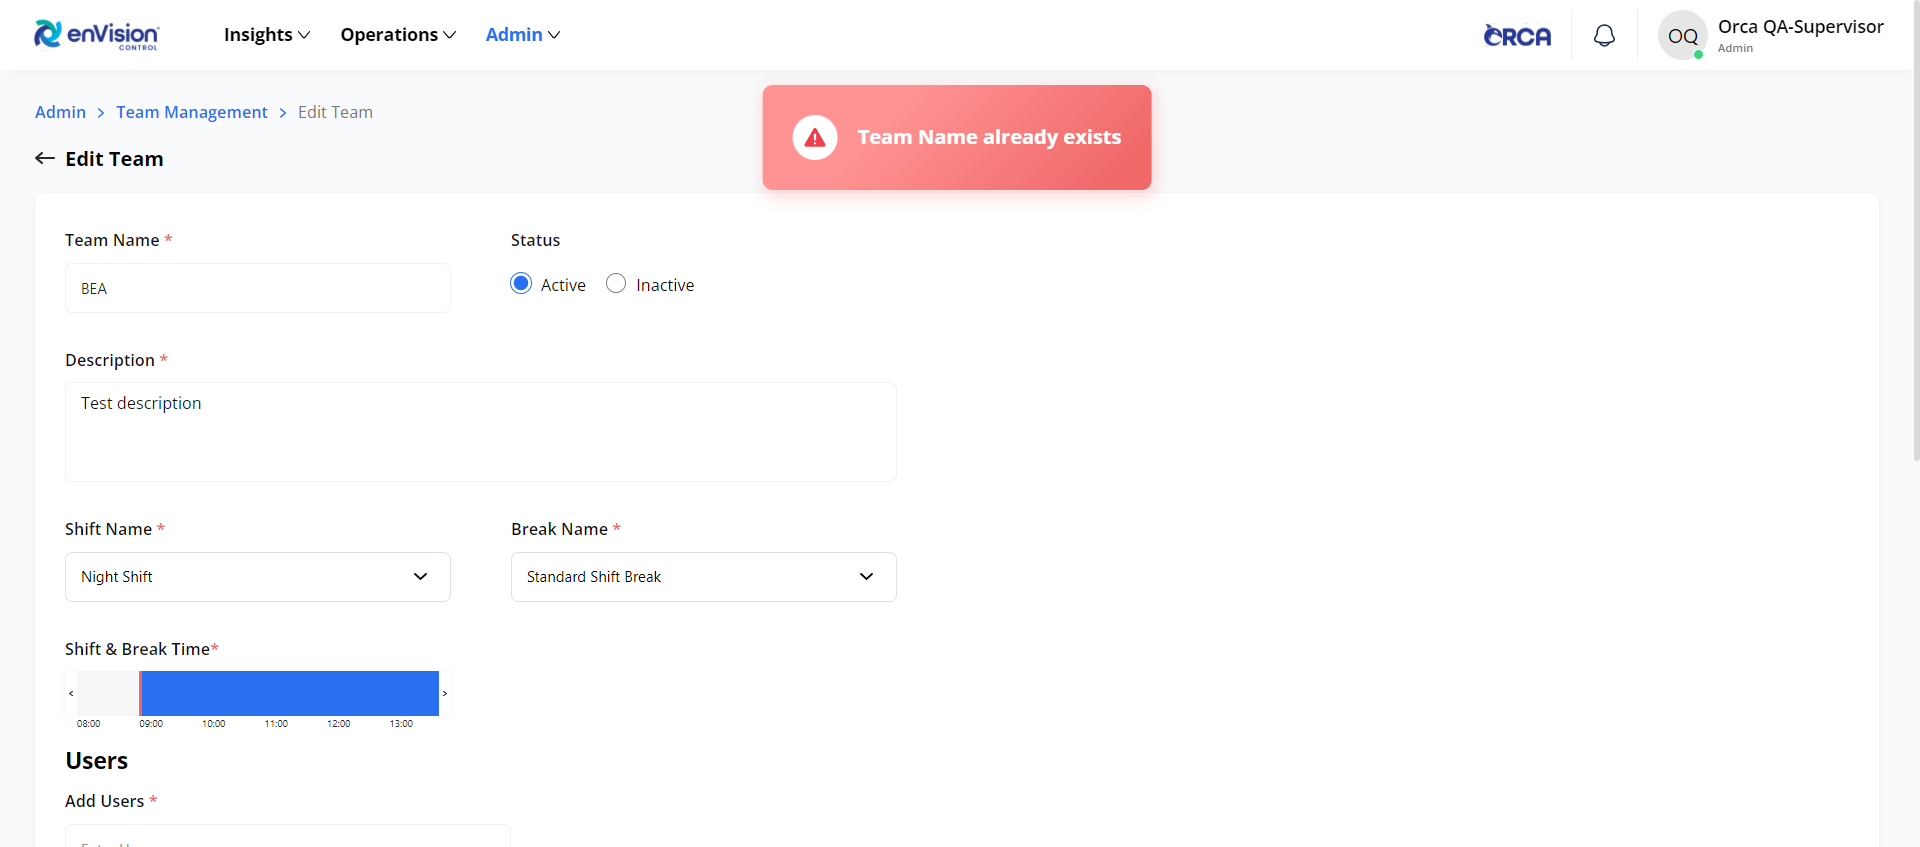 enVision
CONTROL
Insights
Operations
Admin
ORCA
OQ
Orca QA-Supervisor
Admin
Admin > Team Management > Edit Team
Team Name already exists
Edit Team
Team Name *
Status
BEA
Active
Inactive
Description *
Test description
Shift Name *
Break Name *
Night Shift
Standard Shift Break
Shift & Break Time*
< >
08:00 09:00 10:00 11:00 12:00 13:00
Users
Add Users *